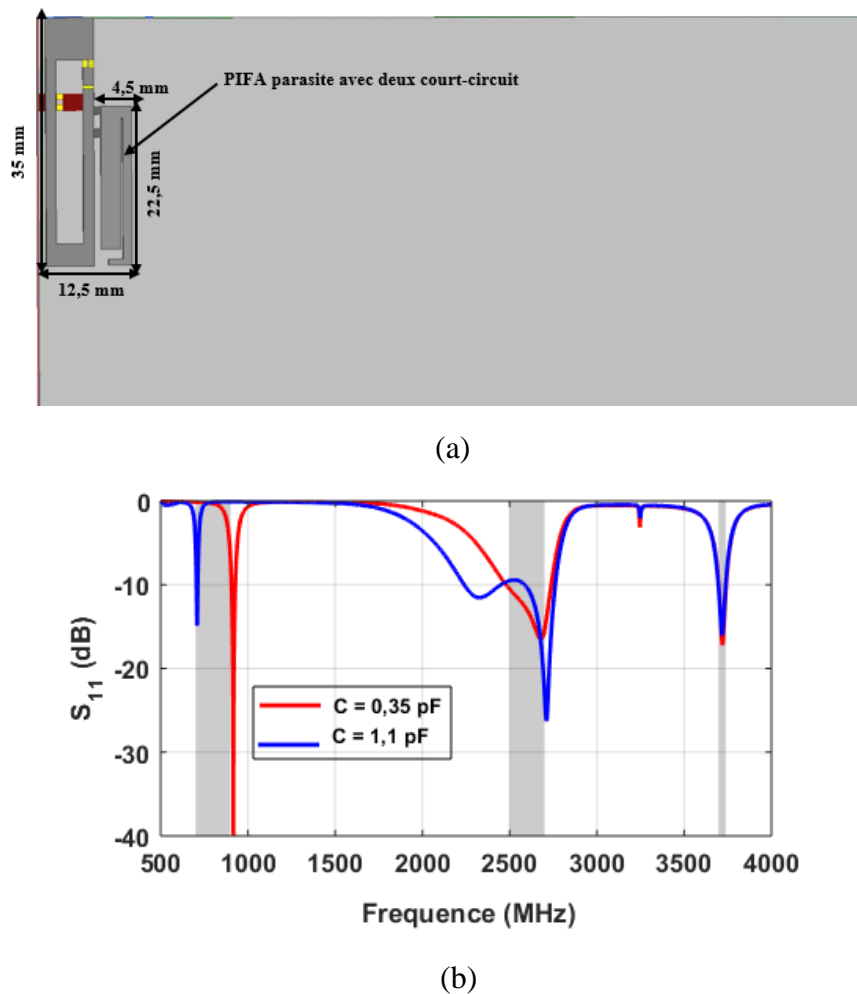 PIFA parasite avec deux court-circuit
4,5 mm
35 mm
22,5 mm
12,5 mm
(a)
0
-10
-20
-30
-40
S11 (dB)
C = 0,35 pF
C = 1,1 pF
500 1000 1500 2000 2500 3000 3500 4000
Frequence (MHz)
(b)